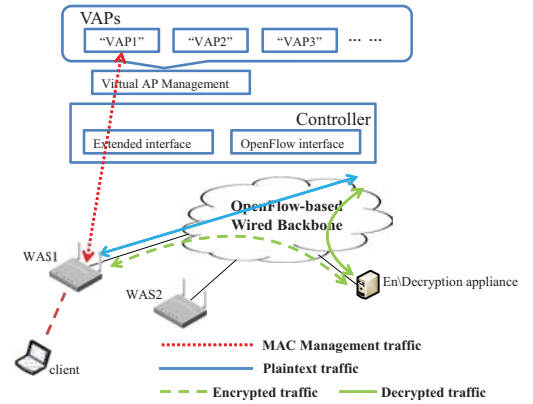 VAPs
"VAP1" "VAP2" "VAP3" ... ...
Virtual AP Management
Controller
Extended interface OpenFlow interface
OpenFlow-based
Wired Backbone
WAS1
En\Decryption appliance
WAS2
client
MAC Management traffic
Plaintext traffic
Encrypted traffic Decrypted traffic